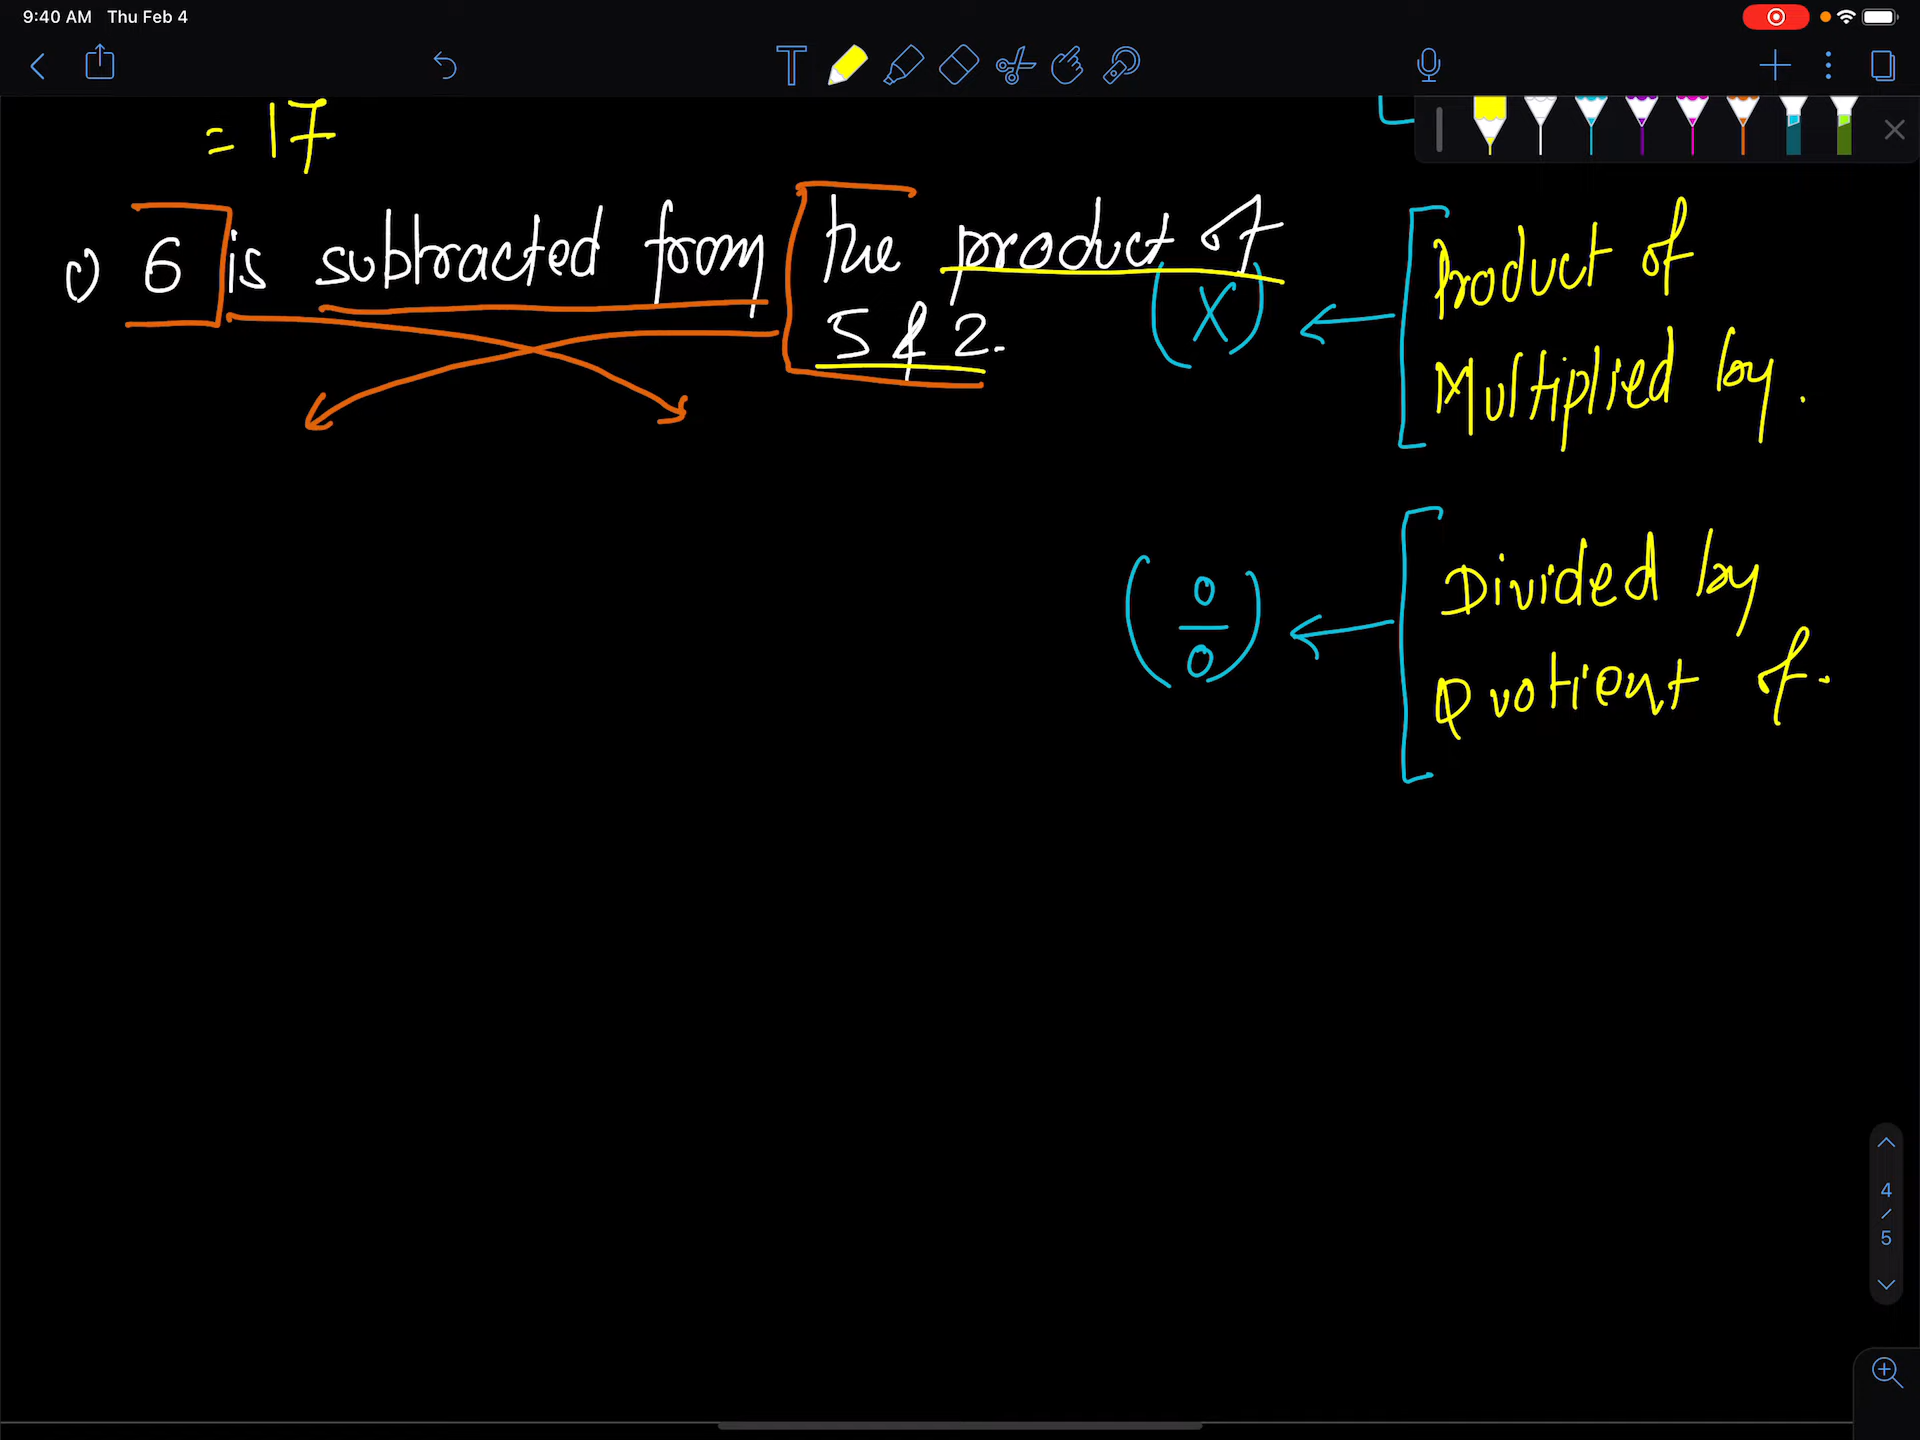 9:40 AM Thu Feb 4
= 17
c) 6 is subtracted from the product of
5 & 2.
(X)
Product of
Multiplied by.
(0/0)
Divided by
Quotient of.
4
/
5